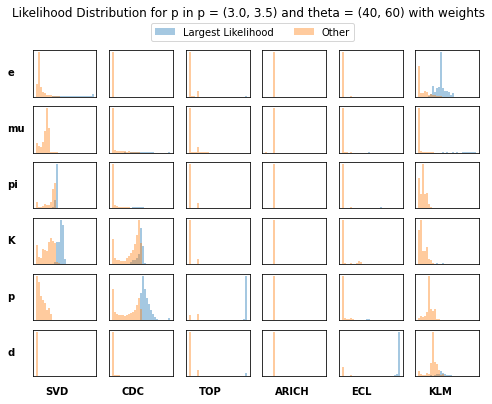 Likelihood Distribution for p in p = (3.0, 3.5) and theta = (40, 60) with weights
Largest Likelihood Other
e
mu
pi
K
p
d
SVD CDC TOP ARICH ECL KLM